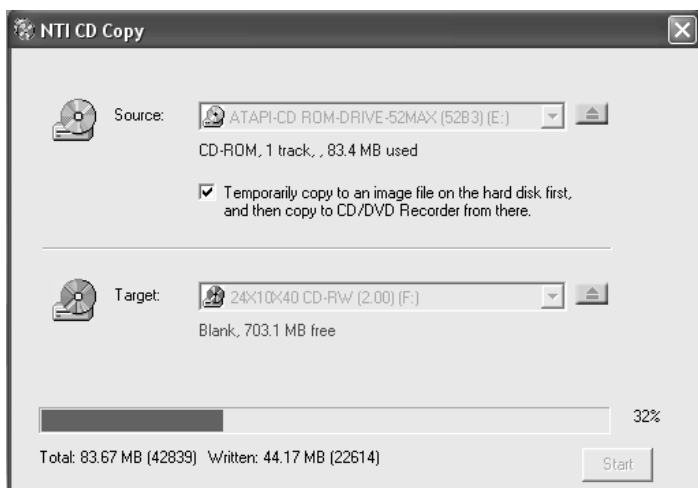 NTI CD Copy
Source:
ATAPI-CD ROM-DRIVE-52MAX (52B3) (E:)
CD-ROM, 1 track, , 83.4 MB used
Temporarily copy to an image file on the hard disk first,
and then copy to CD/DVD Recorder from there.
Target:
24X10X40 CD-RW (2.00) (F:)
Blank, 703.1 MB free
32%
Total: 83.67 MB (42839) Written: 44.17 MB (22614)
Start